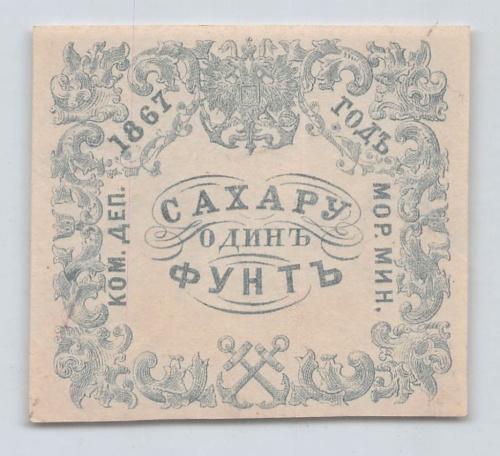 1867 ГОДЪ
КОМ. ДЕП.
МОР. МИН.
САХАРУ
ОДИНЪ
ФУНТЪ